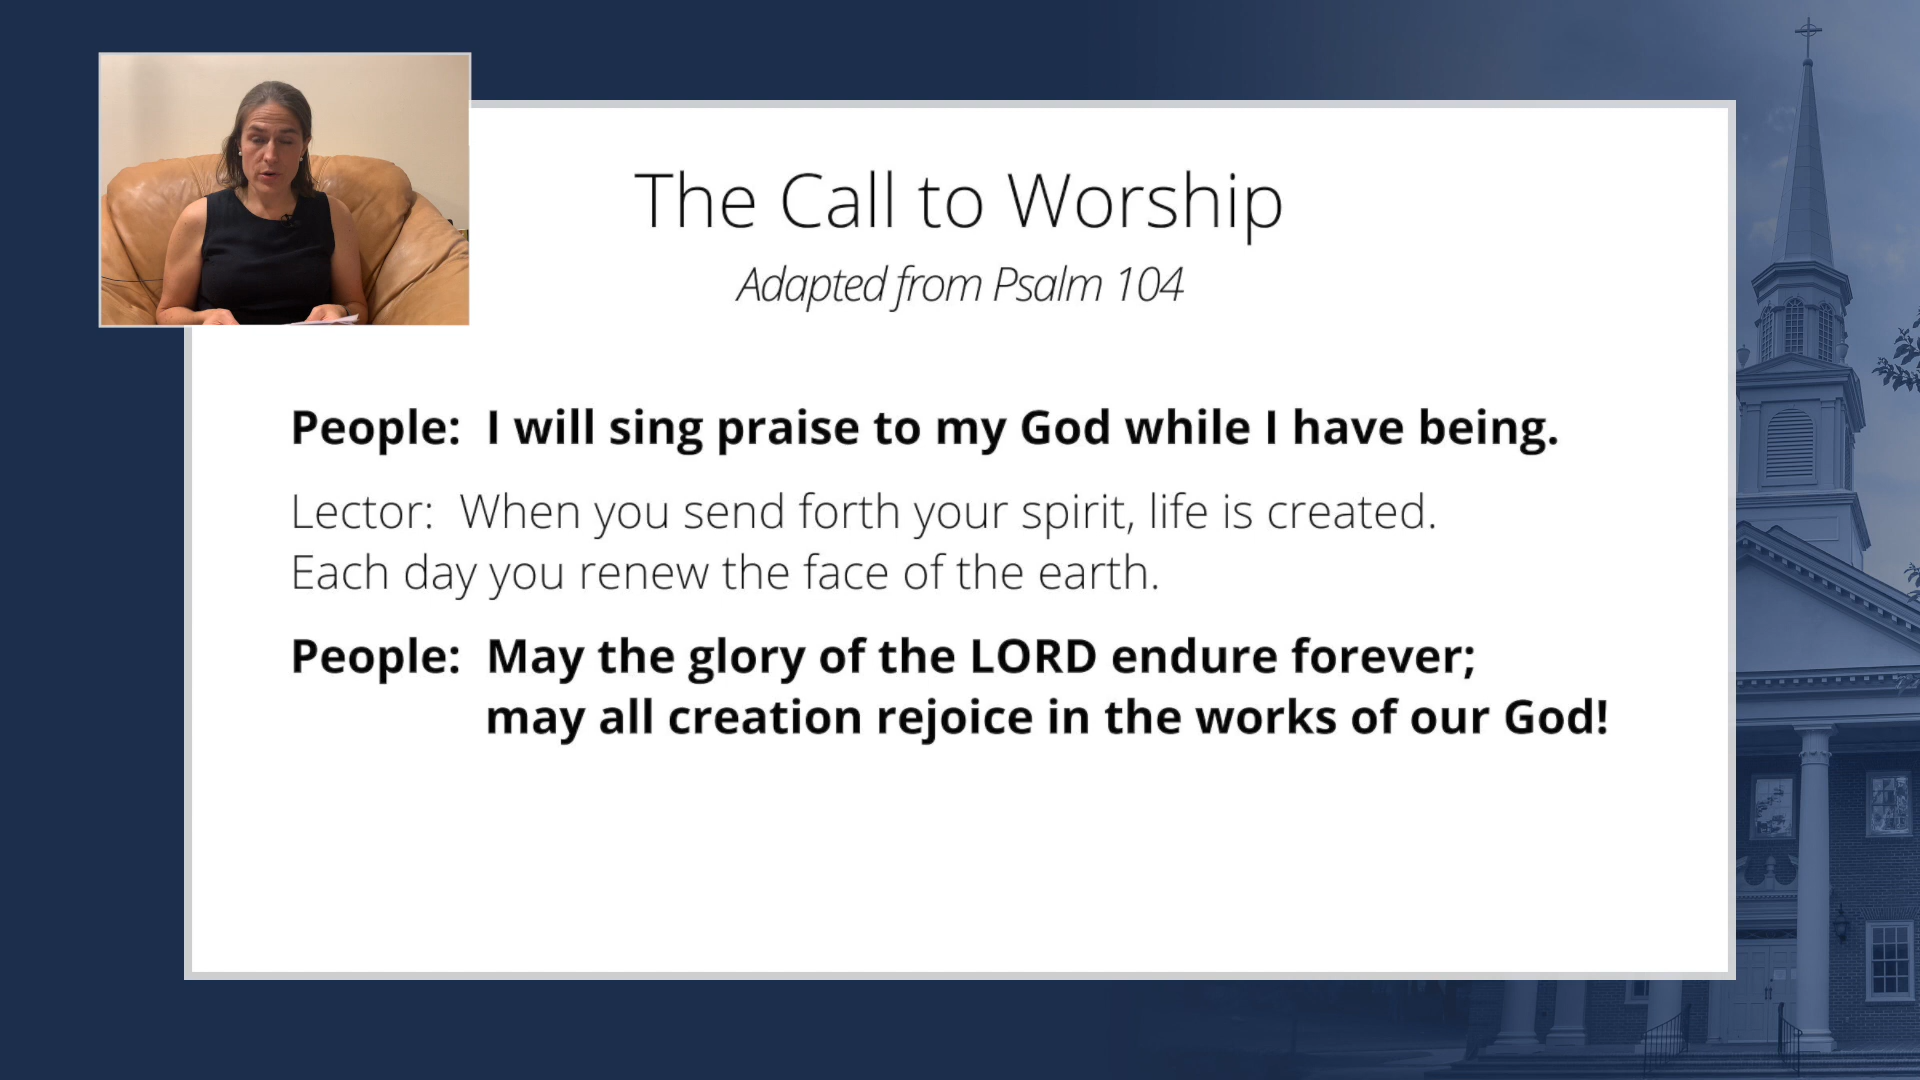 The Call to Worship
Adapted from Psalm 104
People: I will sing praise to my God while I have being.
Lector: When you send forth your spirit, life is created.
Each day you renew the face of the earth.
People: May the glory of the LORD endure forever;
may all creation rejoice in the works of our God!